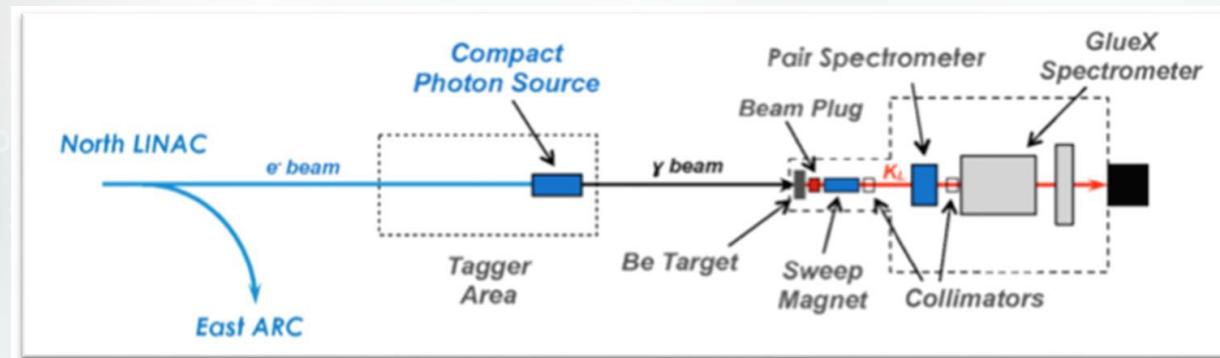 Compact
Photon Source
Pair Spectrometer
GlueX
Spectrometer
Beam Plug
North LINAC
e⁻ beam
γ beam
K_L
Tagger
Area
Be Target
Sweep
Magnet
Collimators
East ARC